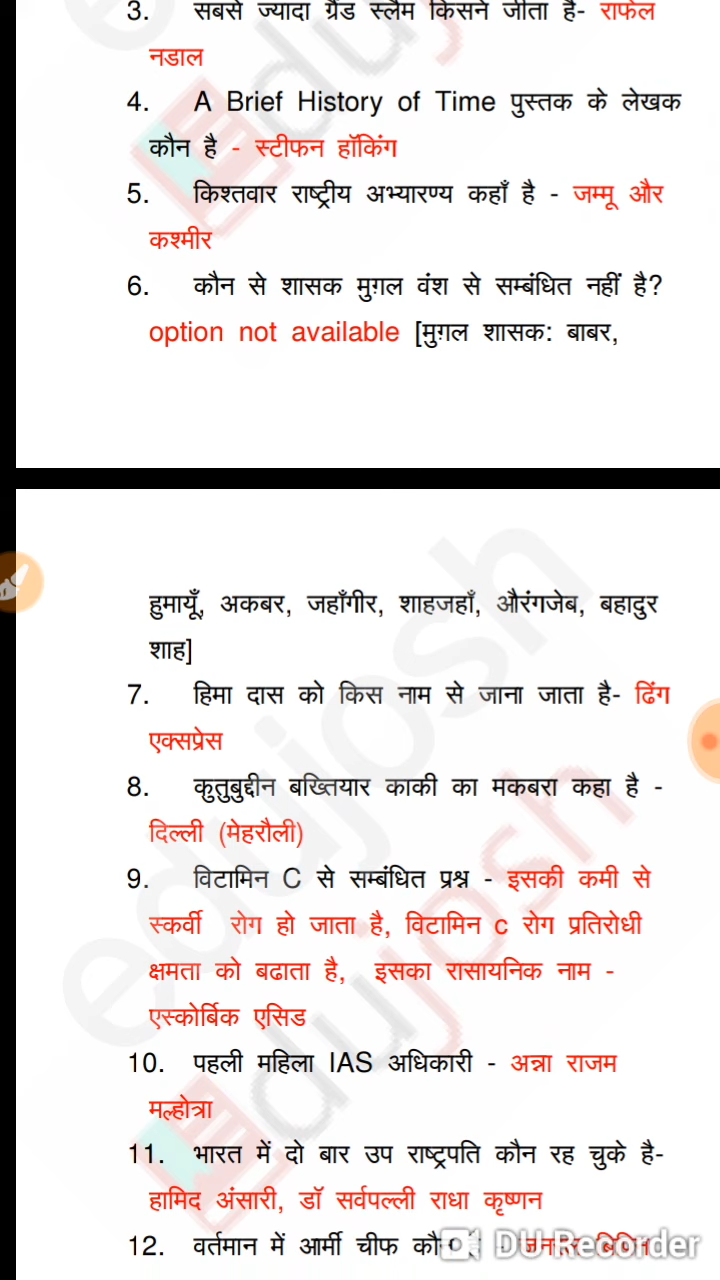 3. सबसे ज्यादा ग्रैंड स्लैम किसने जीता है- राफेल
नडाल
4. A Brief History of Time पुस्तक के लेखक
कौन है - स्टीफन हॉकिंग
5. किश्तवार राष्ट्रीय अभ्यारण्य कहाँ है - जम्मू और
कश्मीर
6. कौन से शासक मुग़ल वंश से सम्बंधित नहीं है?
option not available [मुग़ल शासक: बाबर,
हुमायूँ, अकबर, जहाँगीर, शाहजहाँ, औरंगजेब, बहादुर
शाह]
7. हिमा दास को किस नाम से जाना जाता है- ढिंग
एक्सप्रेस
8. कुतुबुद्दीन बख्तियार काकी का मकबरा कहा है -
दिल्ली (मेहरौली)
9. विटामिन C से सम्बंधित प्रश्न - इसकी कमी से
स्कर्वी रोग हो जाता है, विटामिन c रोग प्रतिरोधी
क्षमता को बढाता है, इसका रासायनिक नाम -
एस्कोर्बिक एसिड
10. पहली महिला IAS अधिकारी - अन्ना राजम
मल्होत्रा
11. भारत में दो बार उप राष्ट्रपति कौन रह चुके है-
हामिद अंसारी, डॉ सर्वपल्ली राधा कृष्णन
12. वर्तमान में आर्मी चीफ कौन
DU Recorder
edujosh
edujosh